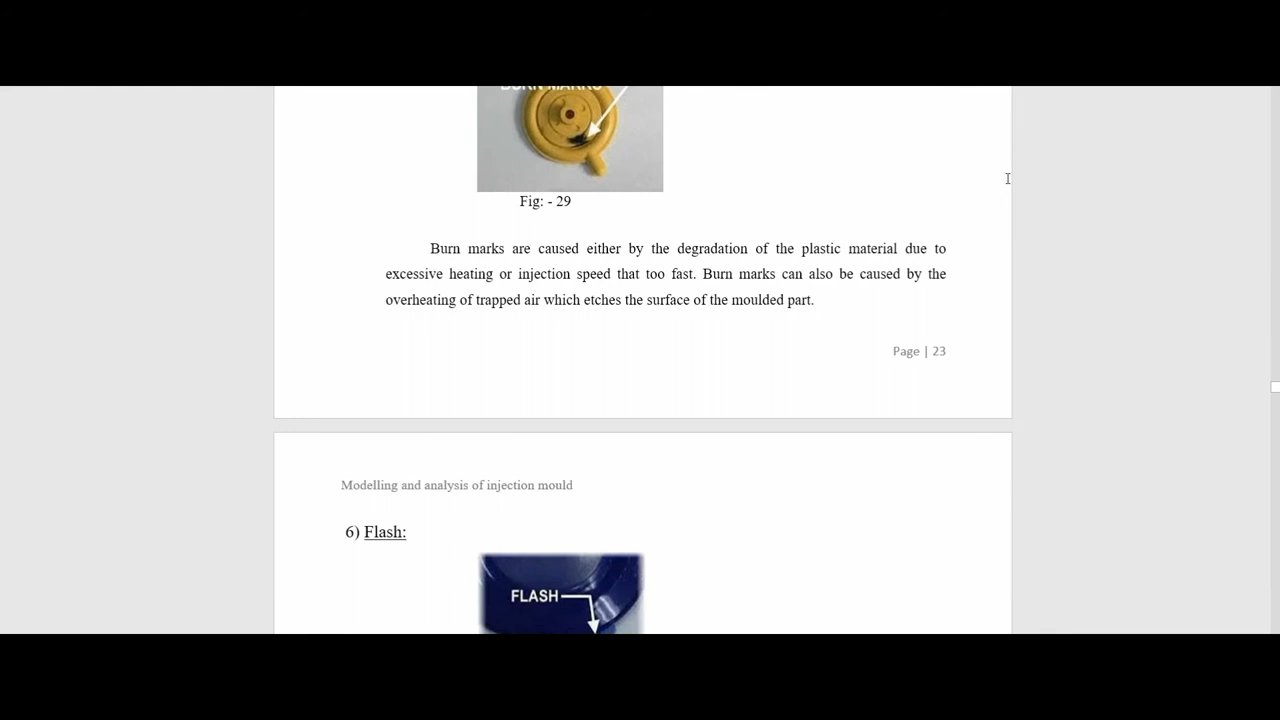 BURN MARKS
Fig: - 29
Burn marks are caused either by the degradation of the plastic material due to
excessive heating or injection speed that too fast. Burn marks can also be caused by the
overheating of trapped air which etches the surface of the moulded part.
Page | 23
Modelling and analysis of injection mould
6) Flash:
FLASH